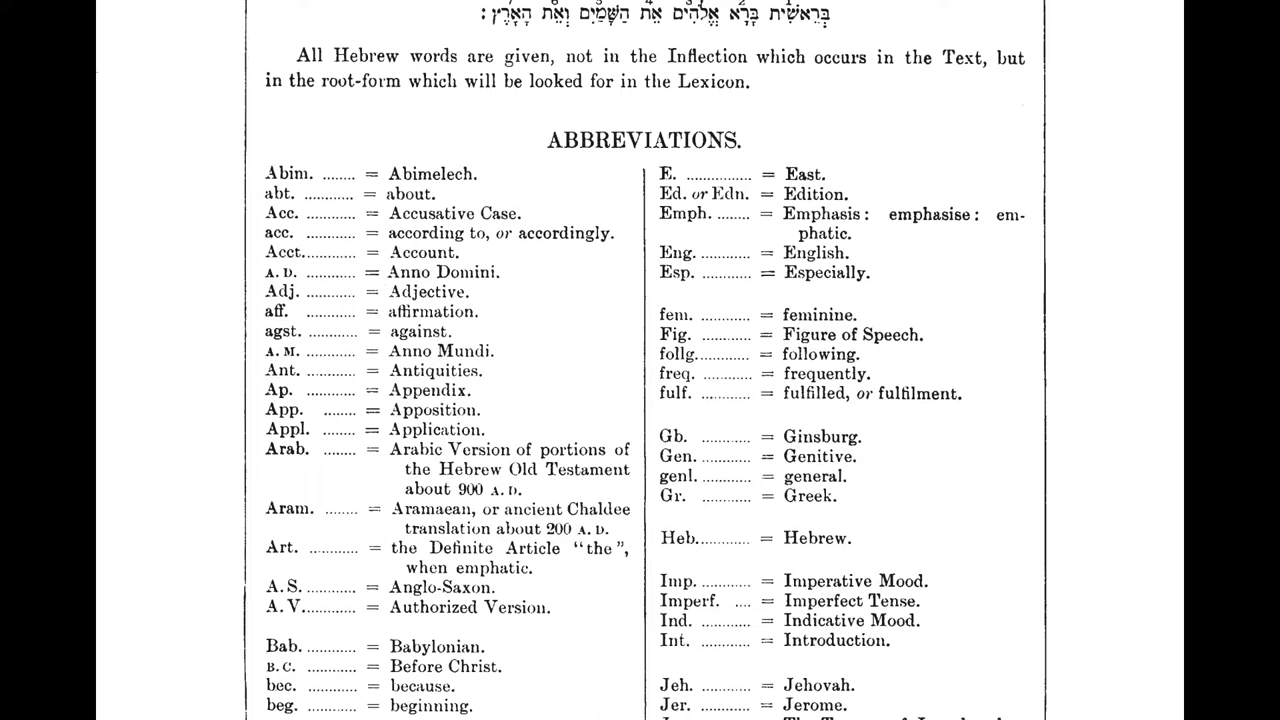 בְּרֵאשִׁית בָּרָא אֱלֹהִים אֵת הַשָּׁמַיִם וְאֵת הָאָרֶץ׃
All Hebrew words are given, not in the Inflection which occurs in the Text, but
in the root-form which will be looked for in the Lexicon.
ABBREVIATIONS.
Abim. ........ = Abimelech.
abt. ............ = about.
Acc. ............ = Accusative Case.
acc. ............ = according to, or accordingly.
Acct............ = Account.
A. D. ............ = Anno Domini.
Adj. ............ = Adjective.
aff. ............ = affirmation.
agst. ............ = against.
A. M. ............ = Anno Mundi.
Ant. ............ = Antiquities.
Ap. ............ = Appendix.
App. ........ = Apposition.
Appl. ........ = Application.
Arab. ........ = Arabic Version of portions of
the Hebrew Old Testament
about 900 A. D.
Aram. ........ = Aramaean, or ancient Chaldee
translation about 200 A. D.
Art. ............ = the Definite Article “the”,
when emphatic.
A. S. ............ = Anglo-Saxon.
A. V............. = Authorized Version.
Bab. ............ = Babylonian.
B. C. ............ = Before Christ.
bec. ............ = because.
beg. ............ = beginning.
E. ............... = East.
Ed. or Edn. = Edition.
Emph. ........ = Emphasis: emphasise: em-
phatic.
Eng. ............ = English.
Esp. ............ = Especially.
fem. ............ = feminine.
Fig. ............ = Figure of Speech.
follg............. = following.
freq. ............ = frequently.
fulf. ............ = fulfilled, or fulfilment.
Gb. ............ = Ginsburg.
Gen. ............ = Genitive.
genl. ............ = general.
Gr. ............ = Greek.
Heb............. = Hebrew.
Imp. ............ = Imperative Mood.
Imperf. .... = Imperfect Tense.
Ind. ............ = Indicative Mood.
Int. ............ = Introduction.
Jeh. ............ = Jehovah.
Jer. ............ = Jerome.